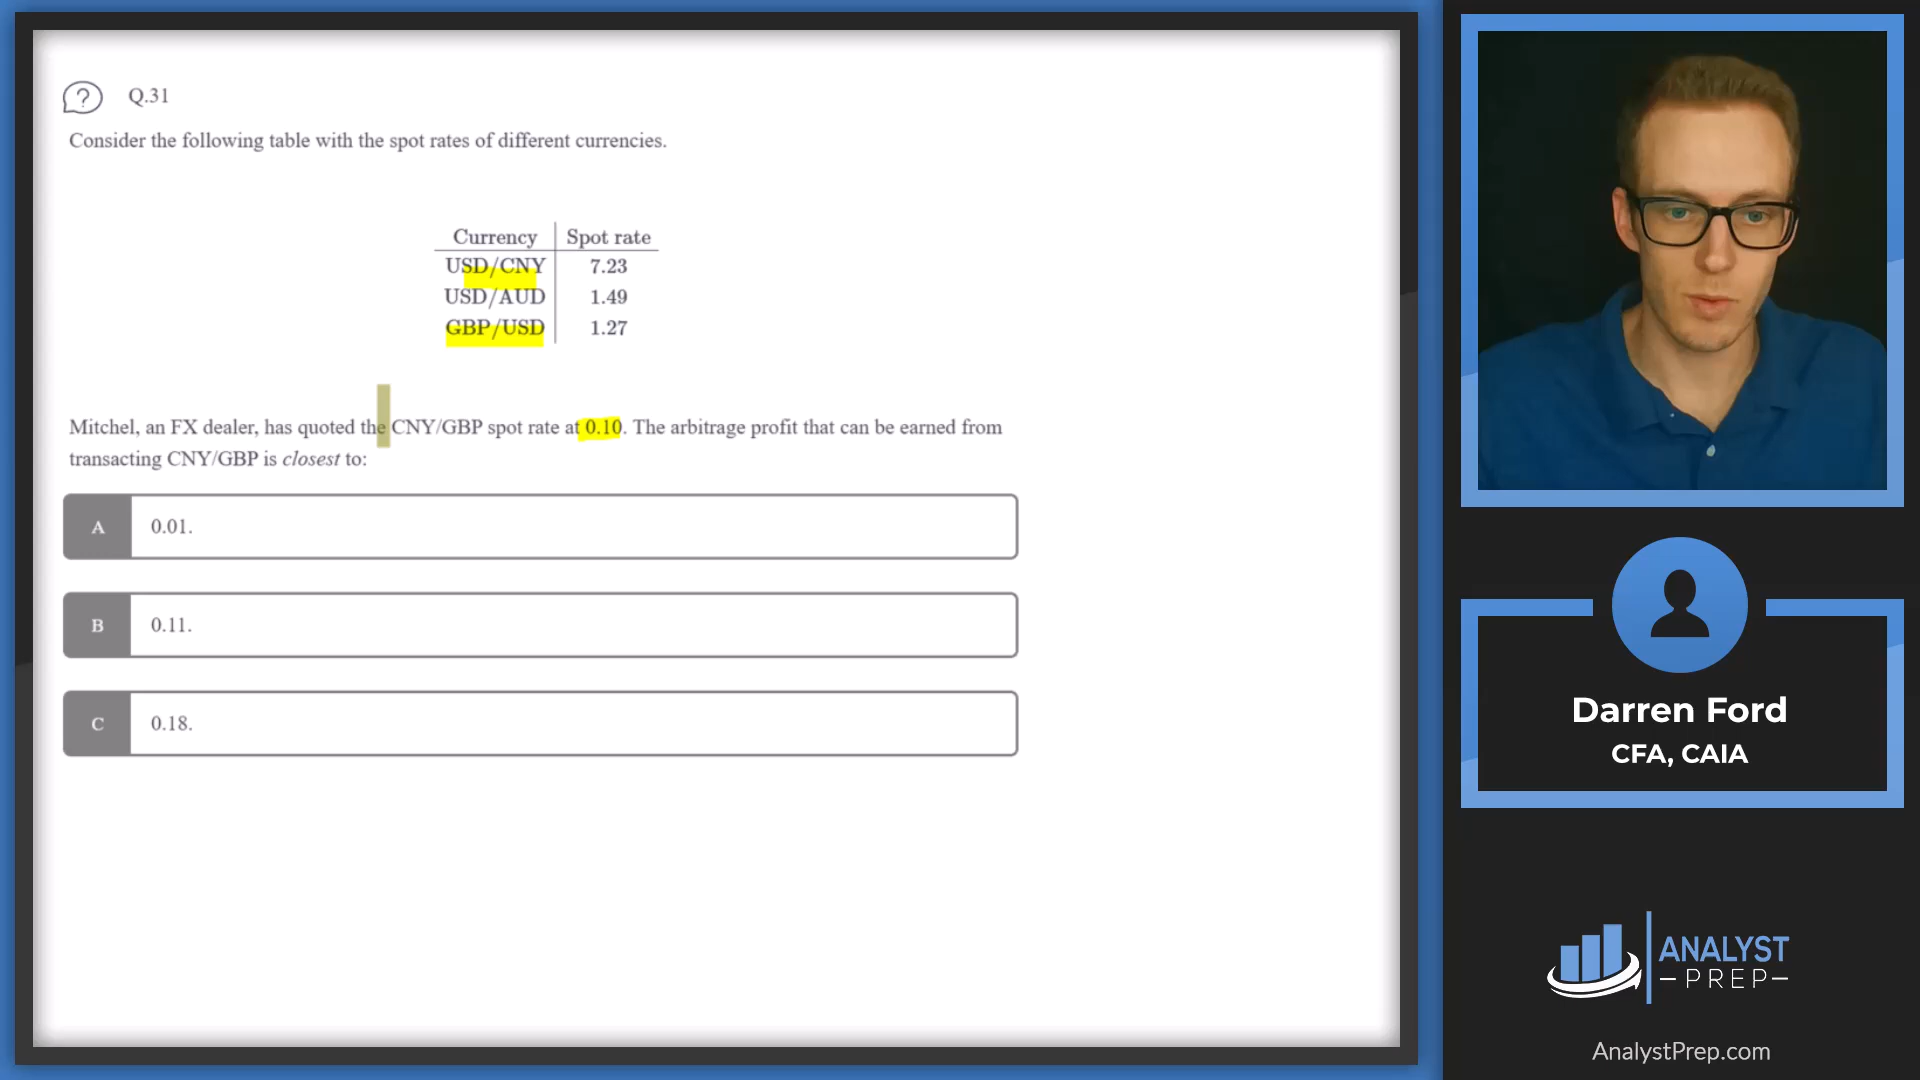 ?
Q.31
Consider the following table with the spot rates of different currencies.
Currency Spot rate
USD/CNY 7.23
USD/AUD 1.49
GBP/USD 1.27
Mitchel, an FX dealer, has quoted the CNY/GBP spot rate at 0.10. The arbitrage profit that can be earned from
transacting CNY/GBP is closest to:
A 0.01.
B 0.11.
C 0.18.
Darren Ford
CFA, CAIA
ANALYST
PREP
AnalystPrep.com